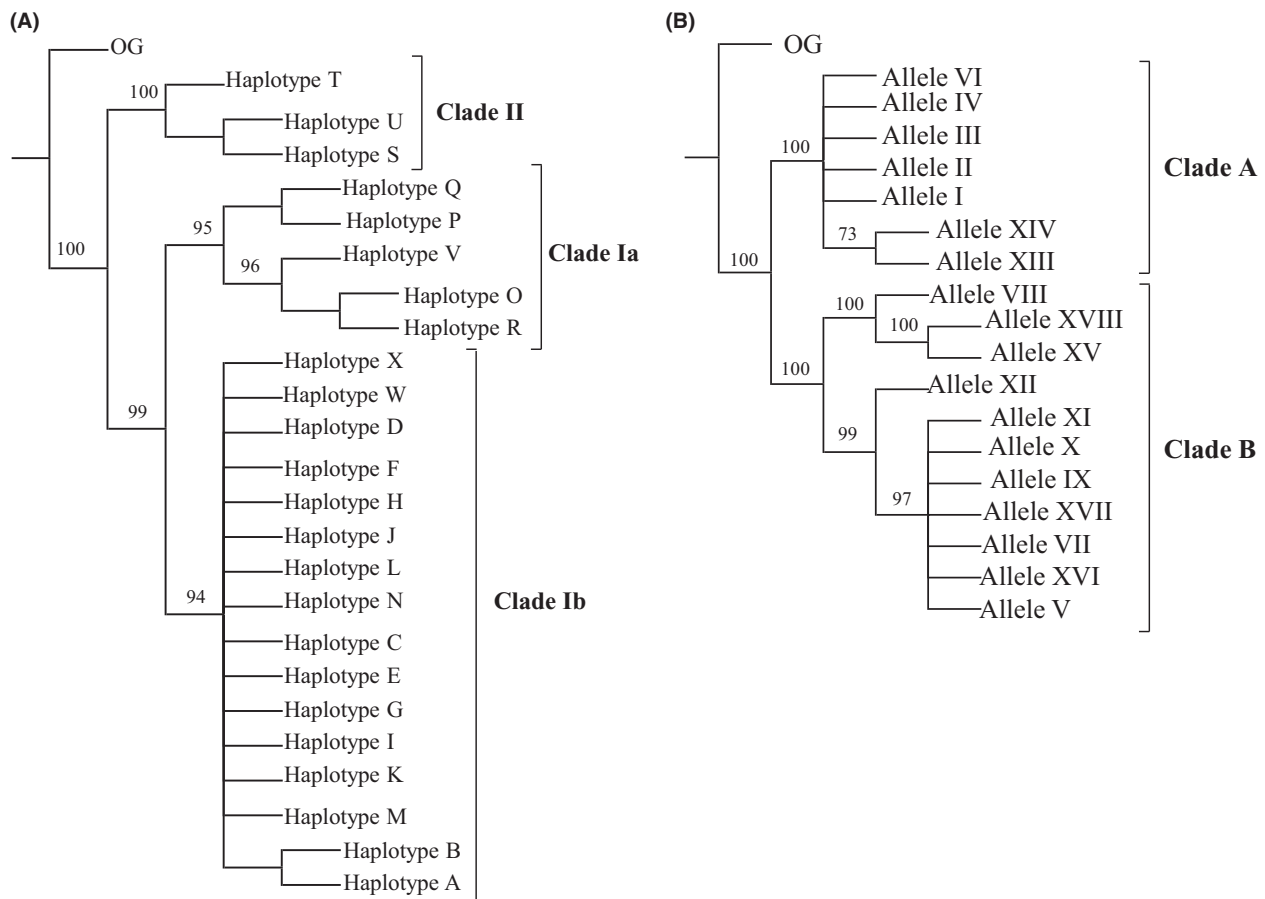 (A)
OG
Haplotype T
100
Haplotype U
Clade II
Haplotype S
Haplotype Q
95
Haplotype P
100
Haplotype V
Clade Ia
96
Haplotype O
Haplotype R
Haplotype X
Haplotype W
99
Haplotype D
Haplotype F
Haplotype H
Haplotype J
Haplotype L
94
Haplotype N
Clade Ib
Haplotype C
Haplotype E
Haplotype G
Haplotype I
Haplotype K
Haplotype M
Haplotype B
Haplotype A
(B)
OG
Allele VI
Allele IV
Allele III
100
Allele II
Clade A
Allele I
Allele XIV
73
Allele XIII
100
Allele VIII
100
Allele XVIII
100
Allele XV
100
Allele XII
Allele XI
99
Allele X
Clade B
Allele IX
97
Allele XVII
Allele VII
Allele XVI
Allele V